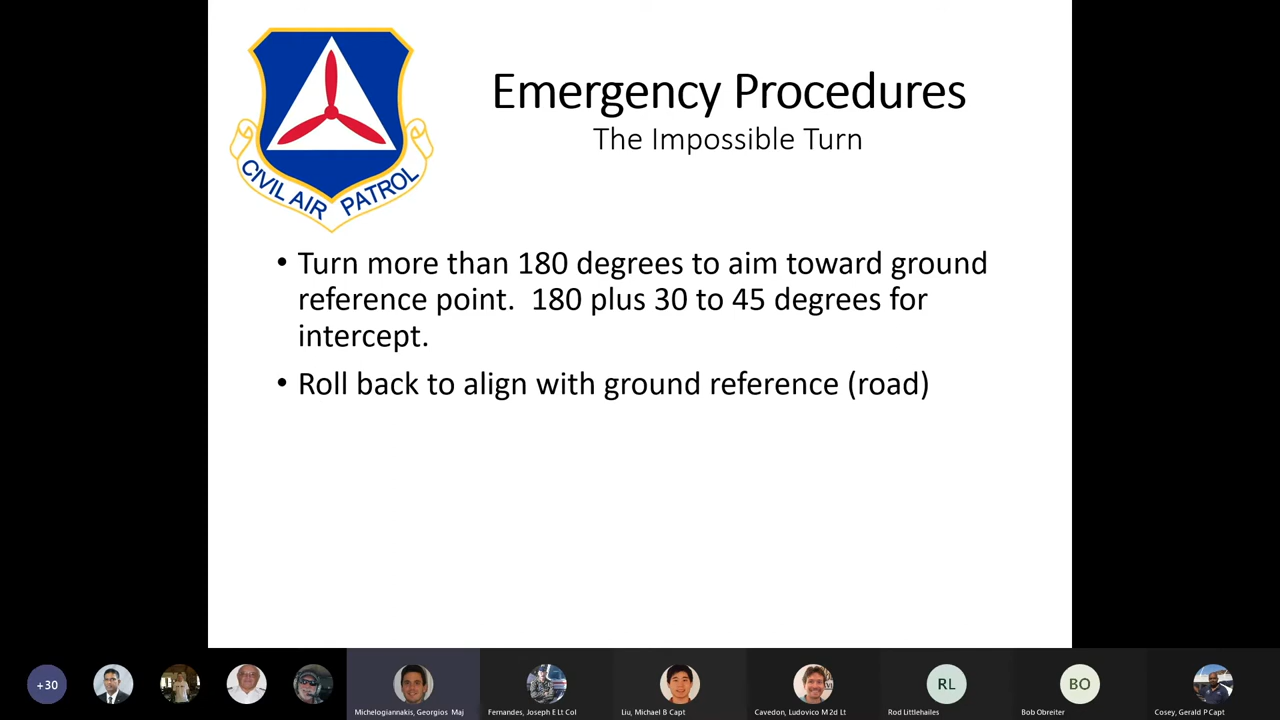 Emergency Procedures
The Impossible Turn
CIVIL AIR PATROL
• Turn more than 180 degrees to aim toward ground
reference point.  180 plus 30 to 45 degrees for
intercept.
• Roll back to align with ground reference (road)
+30
RL
BO
Michelogiannakis, Georgios Maj
Fernandes, Joseph E Lt Col
Liu, Michael B Capt
Cavedon, Ludovico M 2d Lt
Rod Littlehailes
Bob Obreiter
Cosey, Gerald P Capt